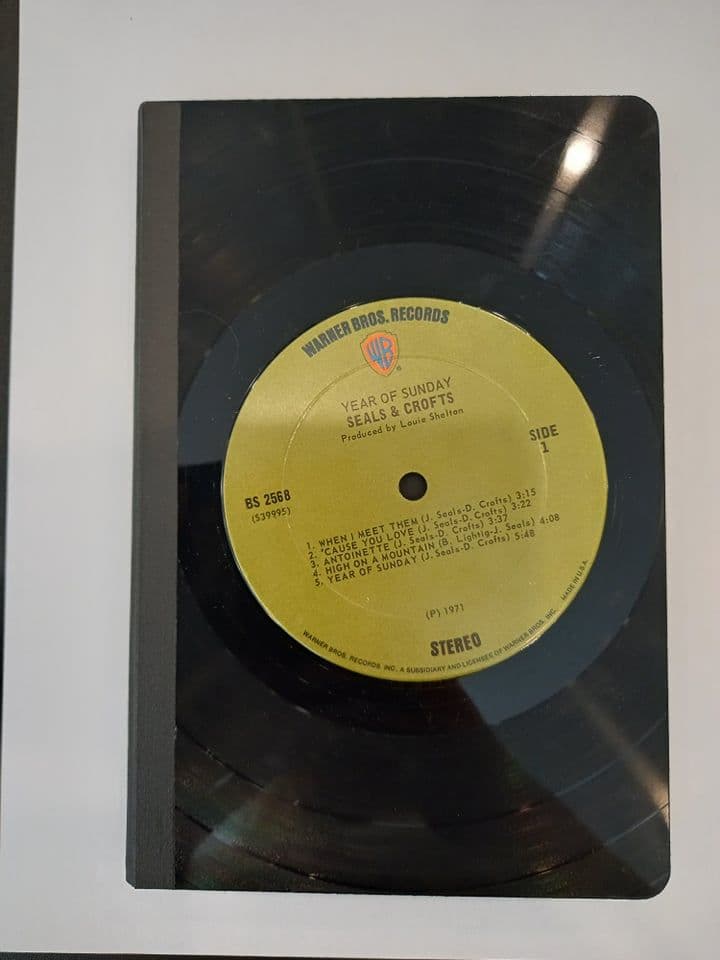 WARNER BROS. RECORDS
WB
®
YEAR OF SUNDAY
SEALS & CROFTS
Produced by Louie Shelton
SIDE
1
BS 2568
(S39995)
1. WHEN I MEET THEM (J. Seals-D. Crofts) 3:15
2. 'CAUSE YOU LOVE (J. Seals-D. Crofts) 3:22
3. ANTOINETTE (J. Seals-D. Crofts) 3:37
4. HIGH ON A MOUNTAIN (B. Lightig-J. Seals) 4:08
5. YEAR OF SUNDAY (J. Seals-D. Crofts) 5:48
(P) 1971
STEREO
WARNER BROS. RECORDS INC. A SUBSIDIARY AND LICENSEE OF WARNER BROS. INC. MADE IN U.S.A.